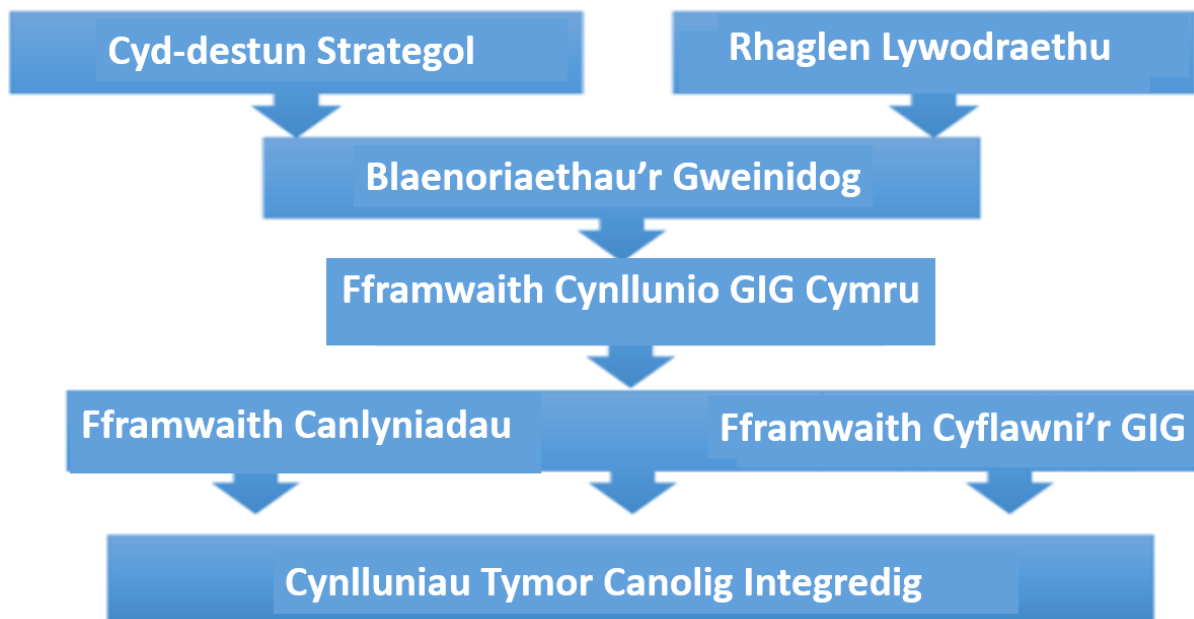 Cyd-destun Strategol
Rhaglen Lywodraethu
Blaenoriaethau’r Gweinidog
Fframwaith Cynllunio GIG Cymru
Fframwaith Canlyniadau
Fframwaith Cyflawni’r GIG
Cynlluniau Tymor Canolig Integredig